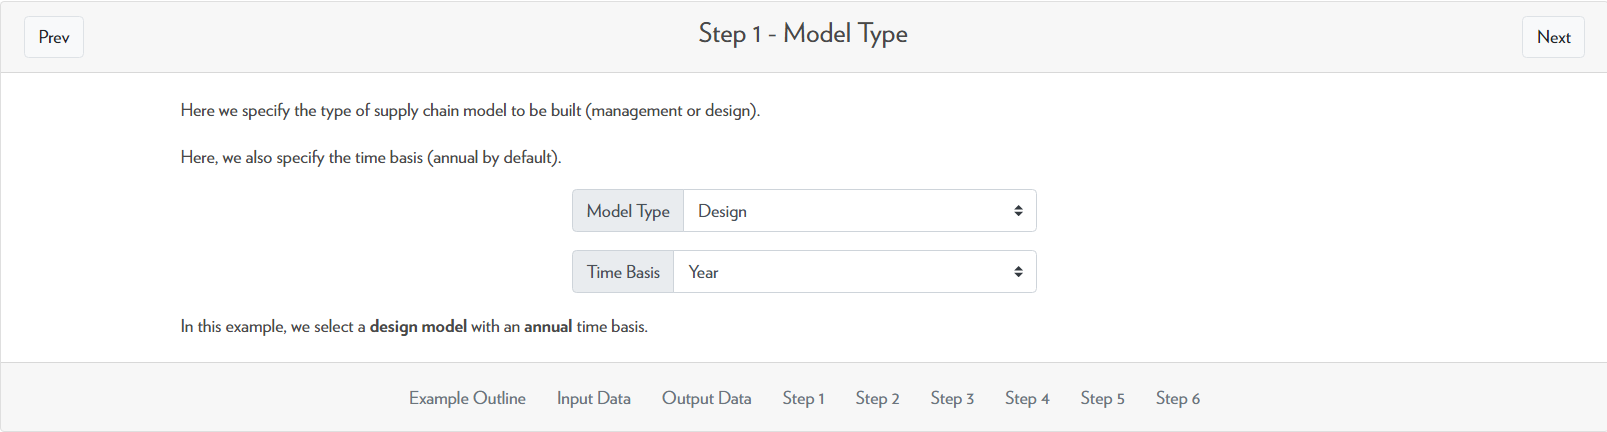 Prev
Step 1 - Model Type
Next
Here we specify the type of supply chain model to be built (management or design).
Here, we also specify the time basis (annual by default).
Model Type Design
Time Basis Year
In this example, we select a design model with an annual time basis.
Example Outline Input Data Output Data Step 1 Step 2 Step 3 Step 4 Step 5 Step 6